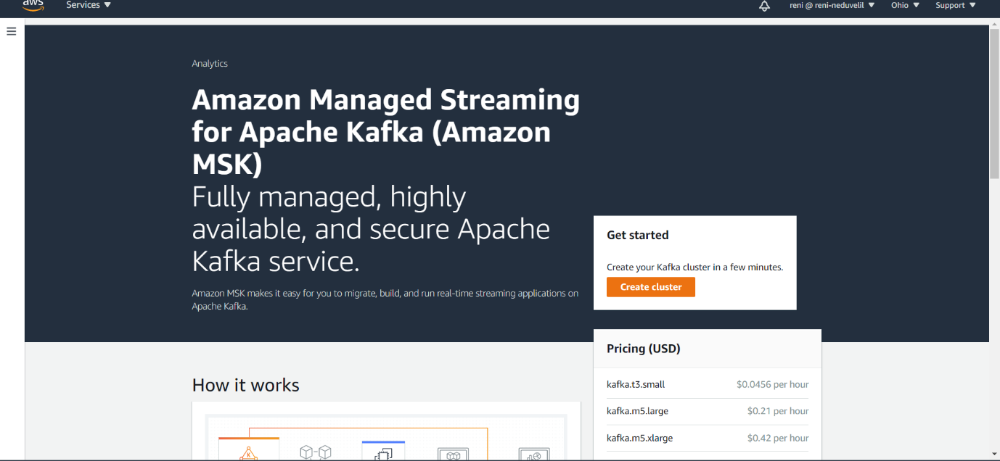 aws
Services
reni @ reni-neduvelil
Ohio
Support
Analytics
Amazon Managed Streaming
for Apache Kafka (Amazon
MSK)
Fully managed, highly
available, and secure Apache
Kafka service.
Amazon MSK makes it easy for you to migrate, build, and run real-time streaming applications on
Apache Kafka.
Get started
Create your Kafka cluster in a few minutes.
Create cluster
Pricing (USD)
kafka.t3.small $0.0456 per hour
kafka.m5.large $0.21 per hour
kafka.m5.xlarge $0.42 per hour
How it works
K